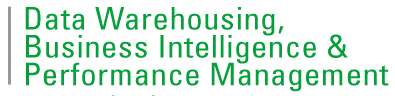 Data Warehousing,
Business Intelligence &
Performance Management